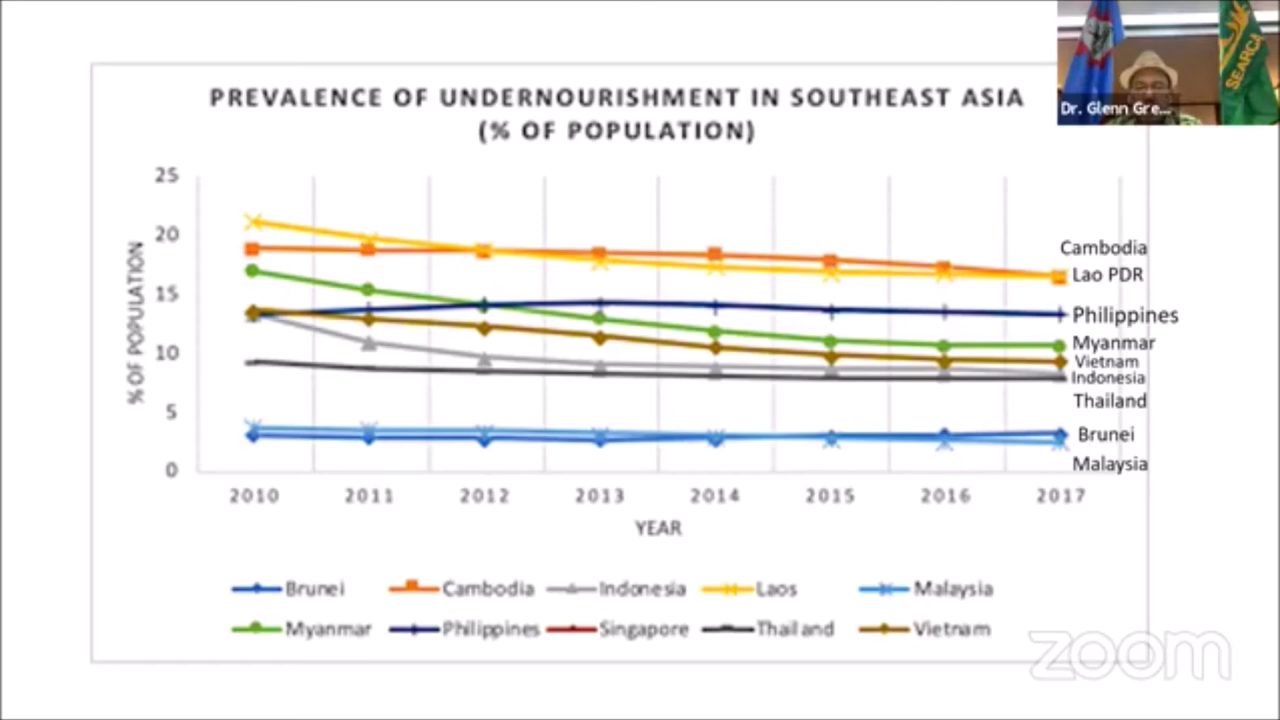 PREVALENCE OF UNDERNOURISHMENT IN SOUTHEAST ASIA
(% OF POPULATION)
SEARCA
Dr. Glenn Gre...
% OF POPULATION
25
20
15
10
5
0
Cambodia
Lao PDR
Philippines
Myanmar
Vietnam
Indonesia
Thailand
Brunei
Malaysia
2010 2011 2012 2013 2014 2015 2016 2017
YEAR
Brunei Cambodia Indonesia Laos Malaysia
Myanmar Philippines Singapore Thailand Vietnam
zoom